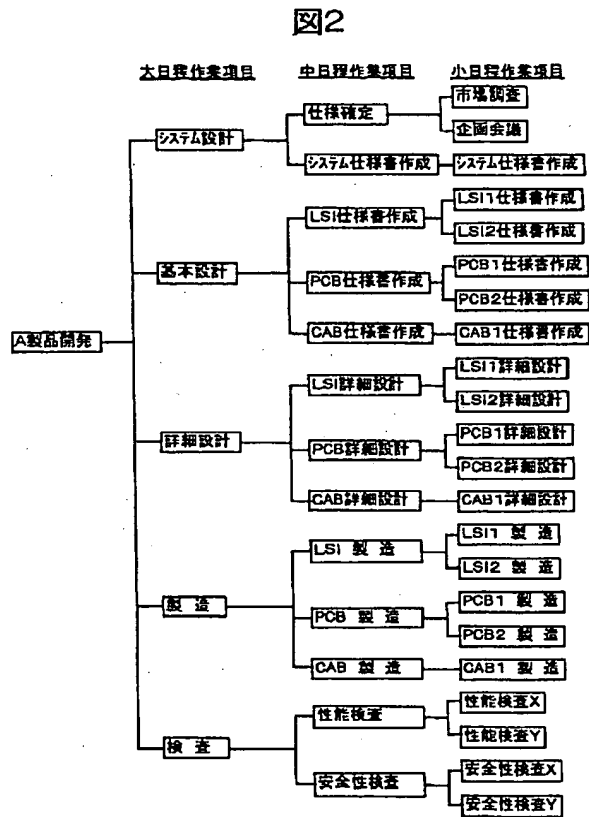 図2
大日程作業項目 中日程作業項目 小日程作業項目
A製品開発
システム設計
仕様確定
市場調査
企画会議
システム仕様書作成
システム仕様書作成
基本設計
LSI仕様書作成
LSI1仕様書作成
LSI2仕様書作成
PCB仕様書作成
PCB1仕様書作成
PCB2仕様書作成
CAB仕様書作成
CAB1仕様書作成
詳細設計
LSI詳細設計
LSI1詳細設計
LSI2詳細設計
PCB詳細設計
PCB1詳細設計
PCB2詳細設計
CAB詳細設計
CAB1詳細設計
製造
LSI 製造
LSI1 製造
LSI2 製造
PCB 製造
PCB1 製造
PCB2 製造
CAB 製造
CAB1 製造
検査
性能検査
性能検査X
性能検査Y
安全性検査
安全性検査X
安全性検査Y